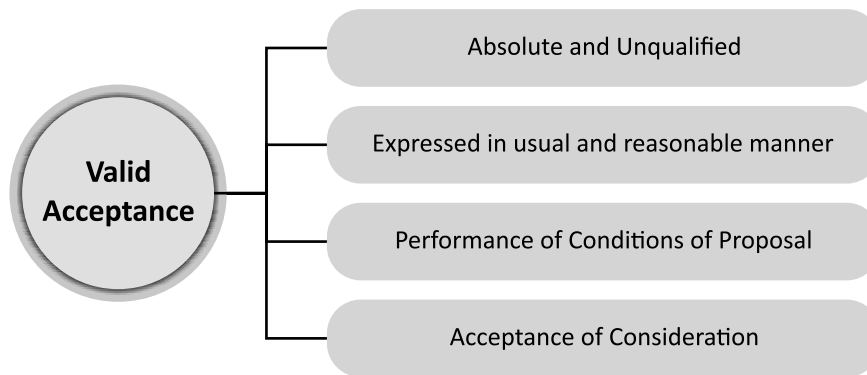 Valid
Acceptance
Absolute and Unqualified
Expressed in usual and reasonable manner
Performance of Conditions of Proposal
Acceptance of Consideration